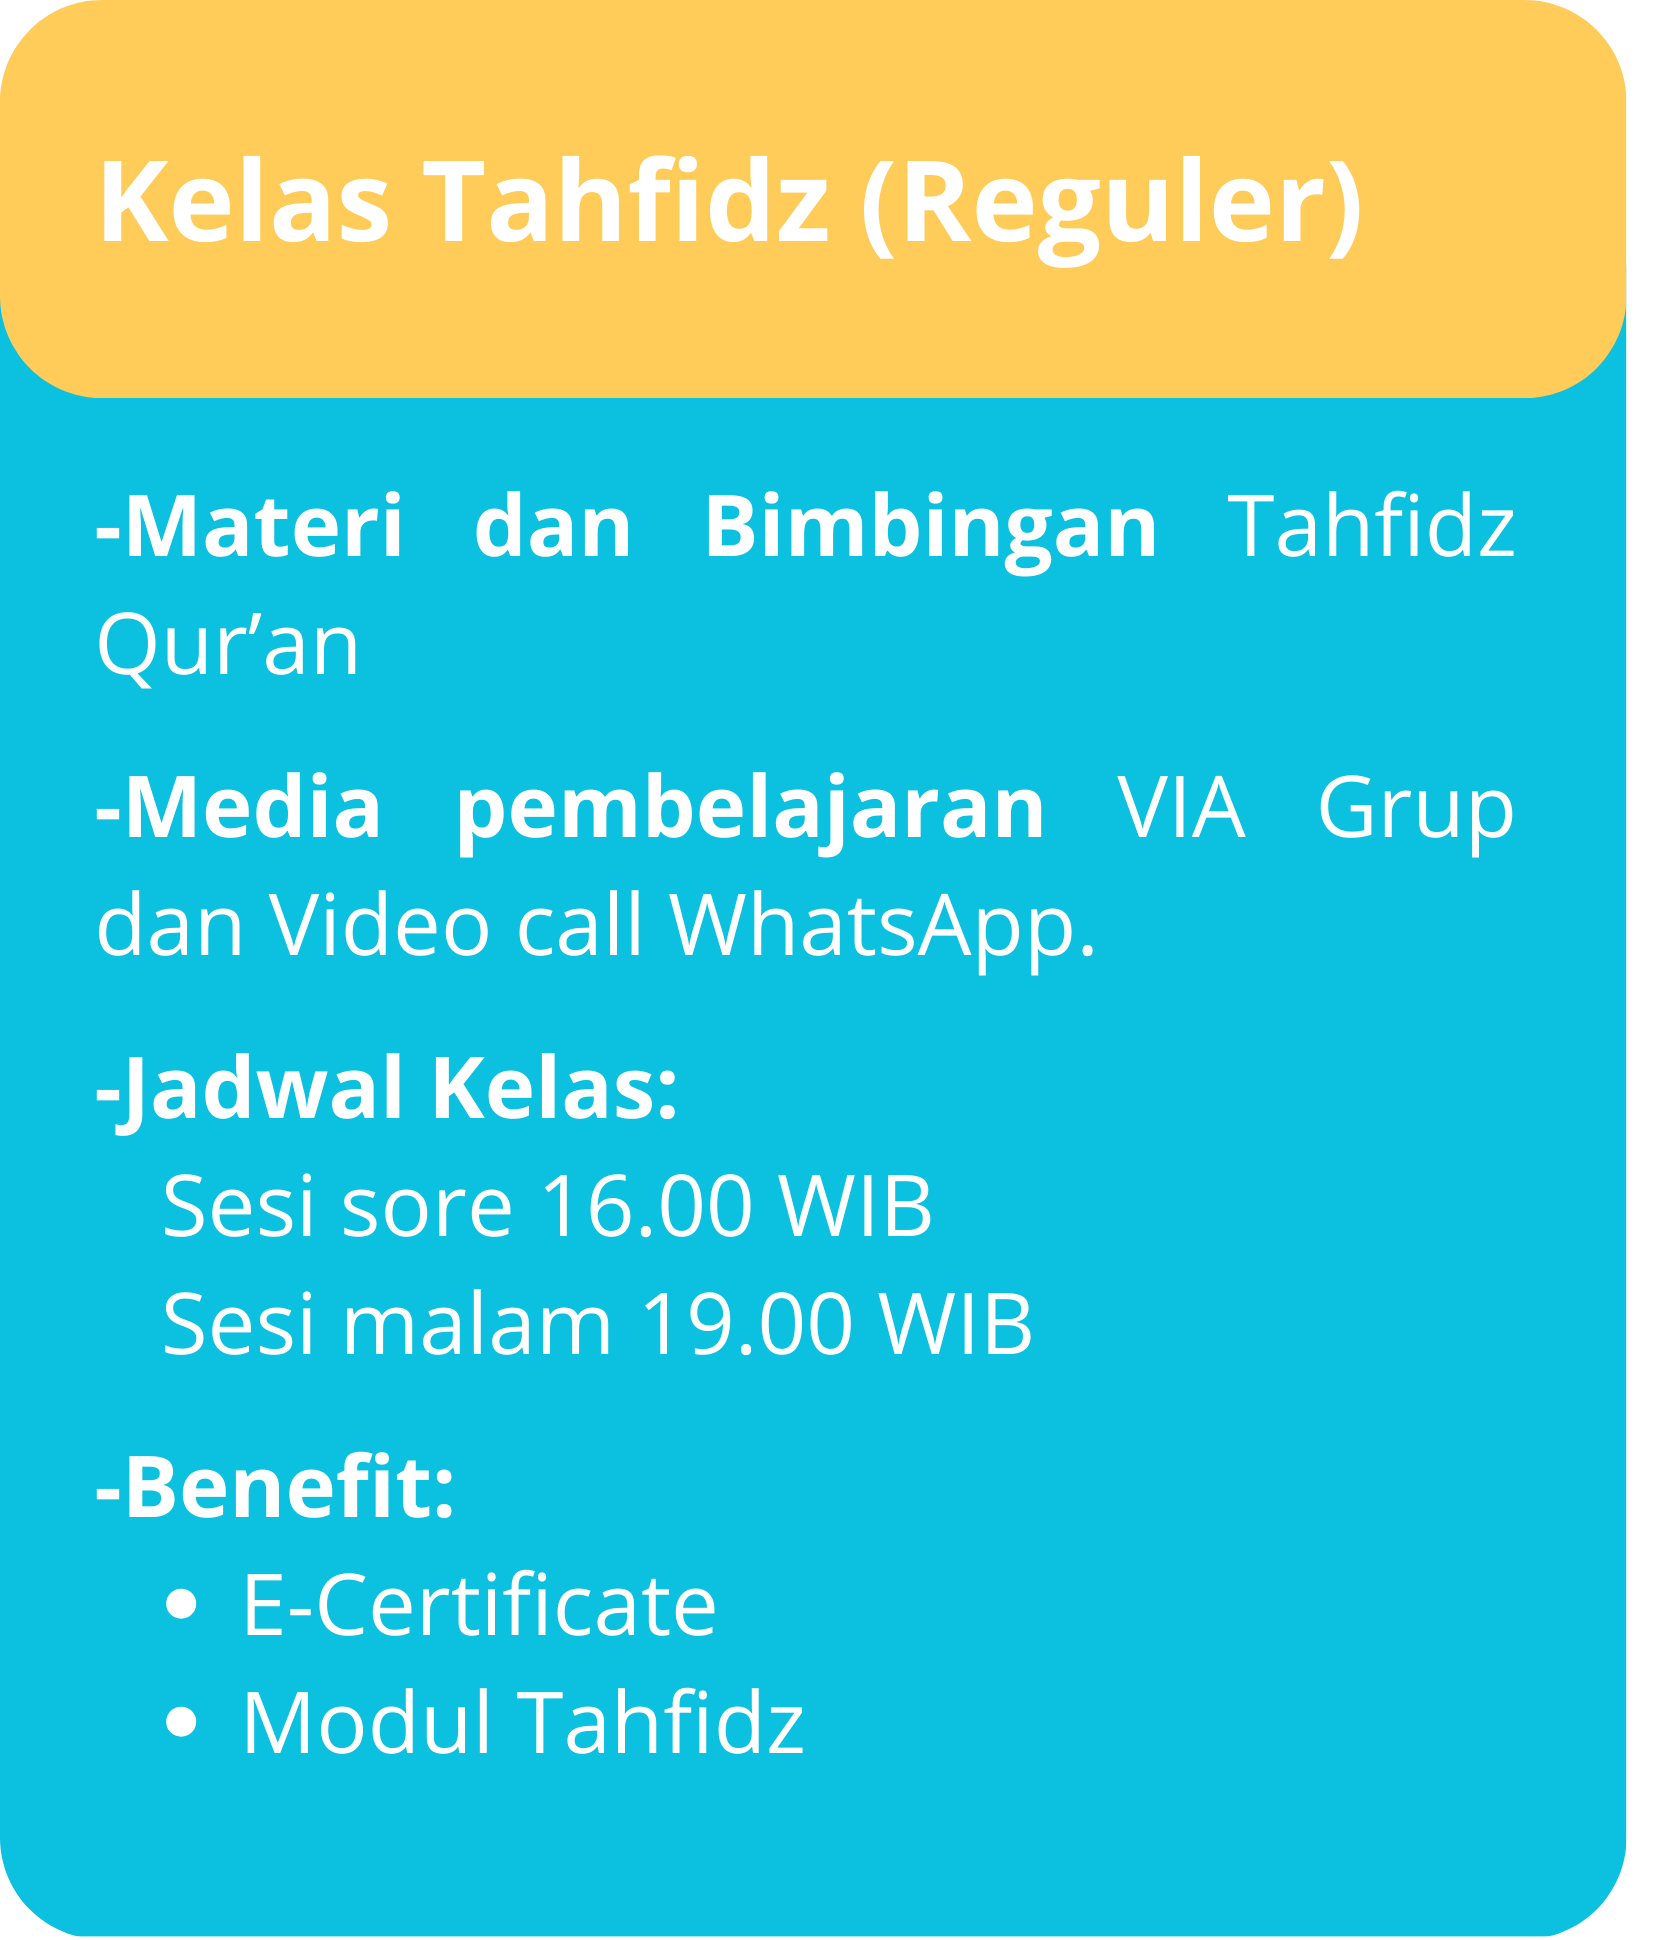 Kelas Tahfidz (Reguler)
-Materi dan Bimbingan Tahfidz
Qur’an
-Media pembelajaran VIA Grup
dan Video call WhatsApp.
-Jadwal Kelas:
Sesi sore 16.00 WIB
Sesi malam 19.00 WIB
-Benefit:
• E-Certificate
• Modul Tahfidz